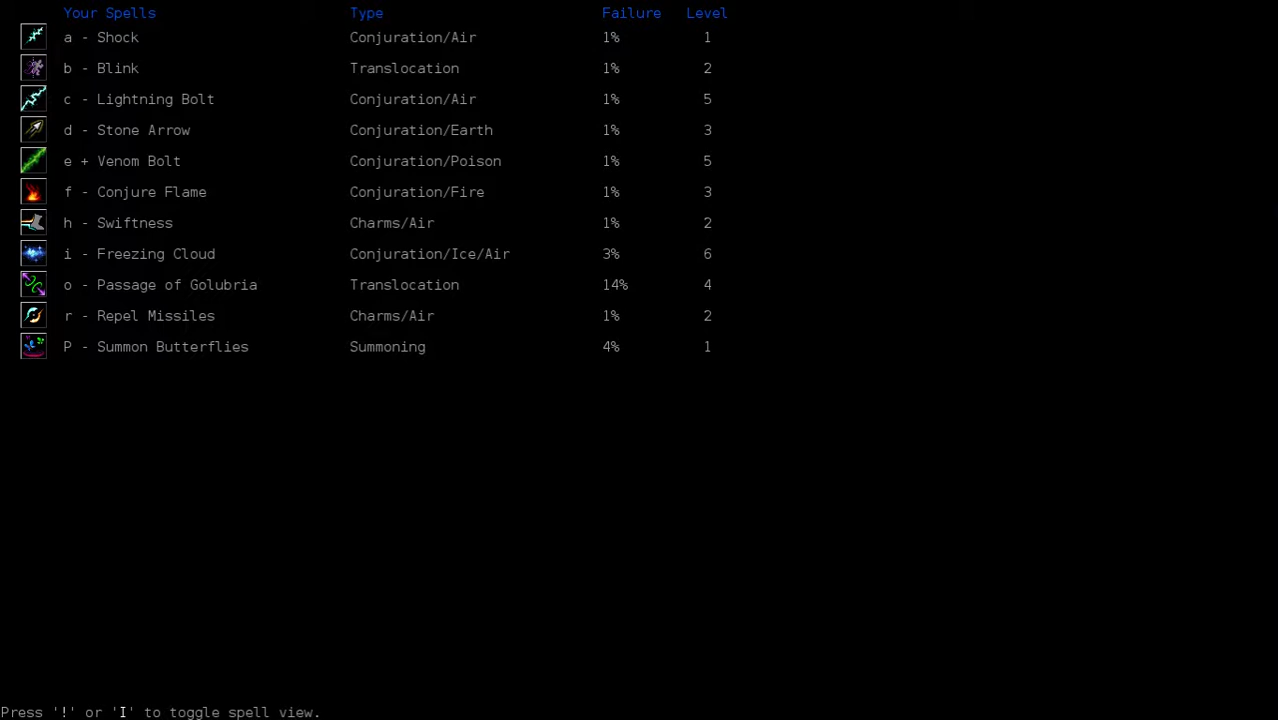 Your Spells Type Failure Level
a - Shock Conjuration/Air 1% 1
b - Blink Translocation 1% 2
c - Lightning Bolt Conjuration/Air 1% 5
d - Stone Arrow Conjuration/Earth 1% 3
e + Venom Bolt Conjuration/Poison 1% 5
f - Conjure Flame Conjuration/Fire 1% 3
h - Swiftness Charms/Air 1% 2
i - Freezing Cloud Conjuration/Ice/Air 3% 6
o - Passage of Golubria Translocation 14% 4
r - Repel Missiles Charms/Air 1% 2
P - Summon Butterflies Summoning 4% 1
Press '!' or 'I' to toggle spell view.